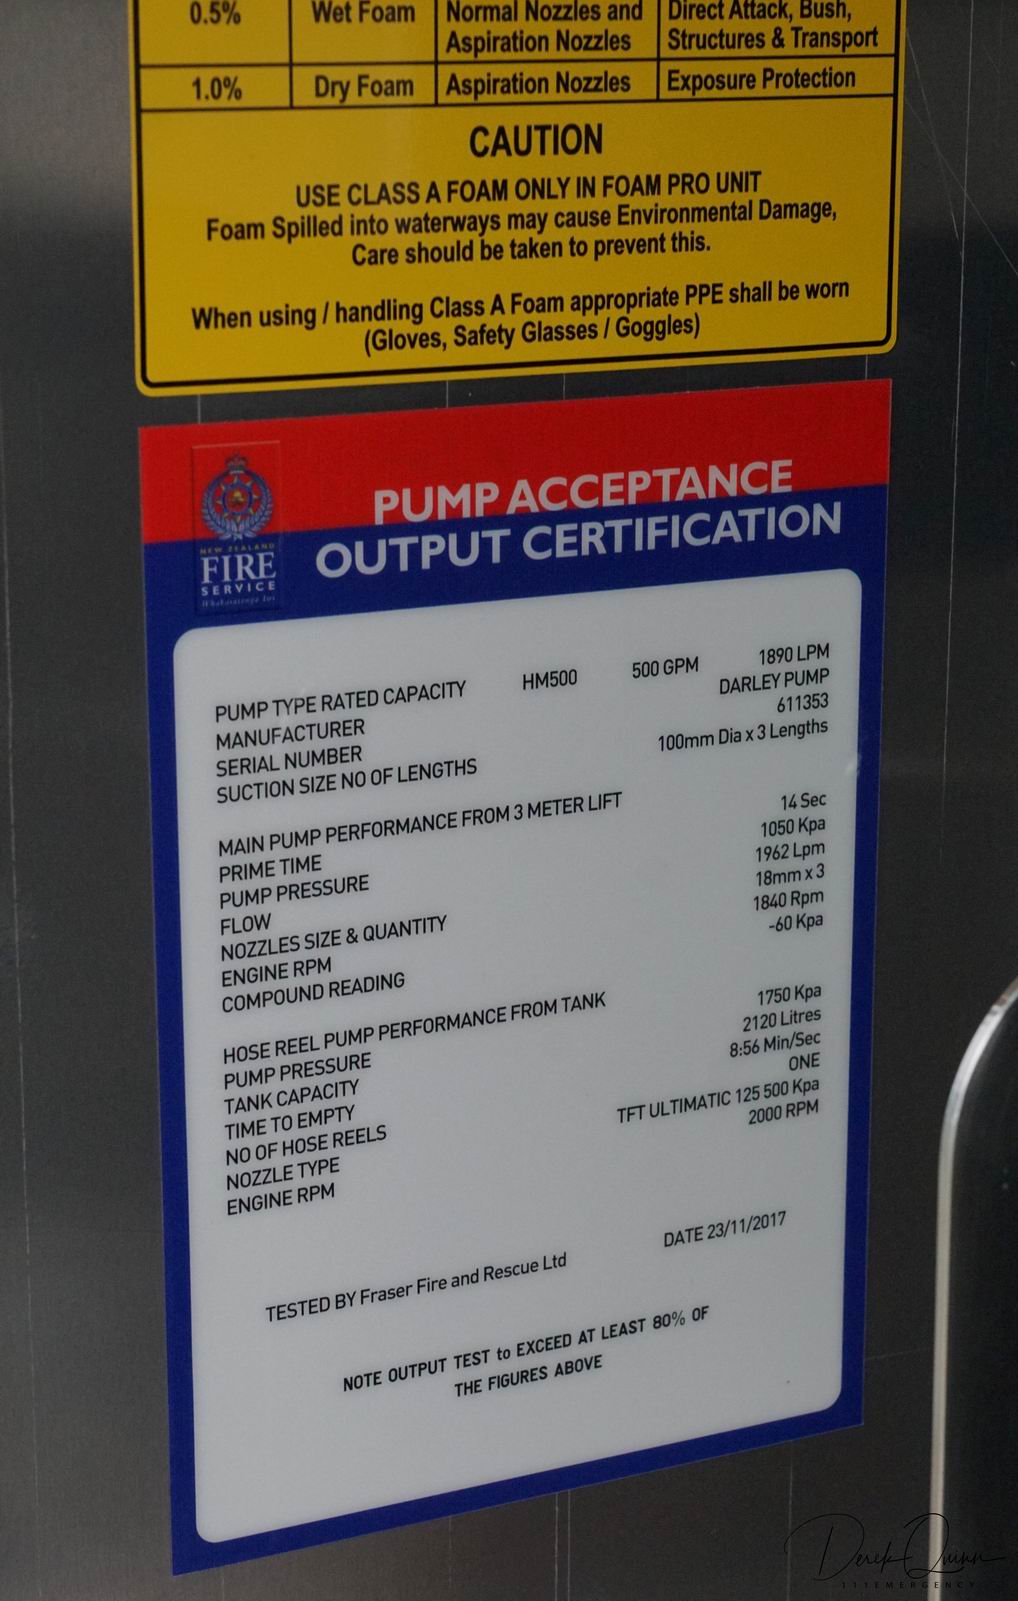 0.5% Wet Foam Normal Nozzles and Aspiration Nozzles Direct Attack, Bush, Structures & Transport
1.0% Dry Foam Aspiration Nozzles Exposure Protection
CAUTION
USE CLASS A FOAM ONLY IN FOAM PRO UNIT
Foam Spilled into waterways may cause Environmental Damage,
Care should be taken to prevent this.
When using / handling Class A Foam appropriate PPE shall be worn
(Gloves, Safety Glasses / Goggles)
NEW ZEALAND
FIRE
SERVICE
PUMP ACCEPTANCE
OUTPUT CERTIFICATION
PUMP TYPE RATED CAPACITY HM500 500 GPM 1890 LPM
MANUFACTURER DARLEY PUMP
SERIAL NUMBER 611353
SUCTION SIZE NO OF LENGTHS 100mm Dia x 3 Lengths
MAIN PUMP PERFORMANCE FROM 3 METER LIFT
PRIME TIME 14 Sec
PUMP PRESSURE 1050 Kpa
FLOW 1962 Lpm
NOZZLES SIZE & QUANTITY 18mm x 3
ENGINE RPM 1840 Rpm
COMPOUND READING -60 Kpa
HOSE REEL PUMP PERFORMANCE FROM TANK
PUMP PRESSURE 1750 Kpa
TANK CAPACITY 2120 Litres
TIME TO EMPTY 8:56 Min/Sec
NO OF HOSE REELS ONE
NOZZLE TYPE TFT ULTIMATIC 125 500 Kpa
ENGINE RPM 2000 RPM
TESTED BY Fraser Fire and Rescue Ltd DATE 23/11/2017
NOTE OUTPUT TEST to EXCEED AT LEAST 80% OF
THE FIGURES ABOVE
Derek Quinn
111EMERGENCY